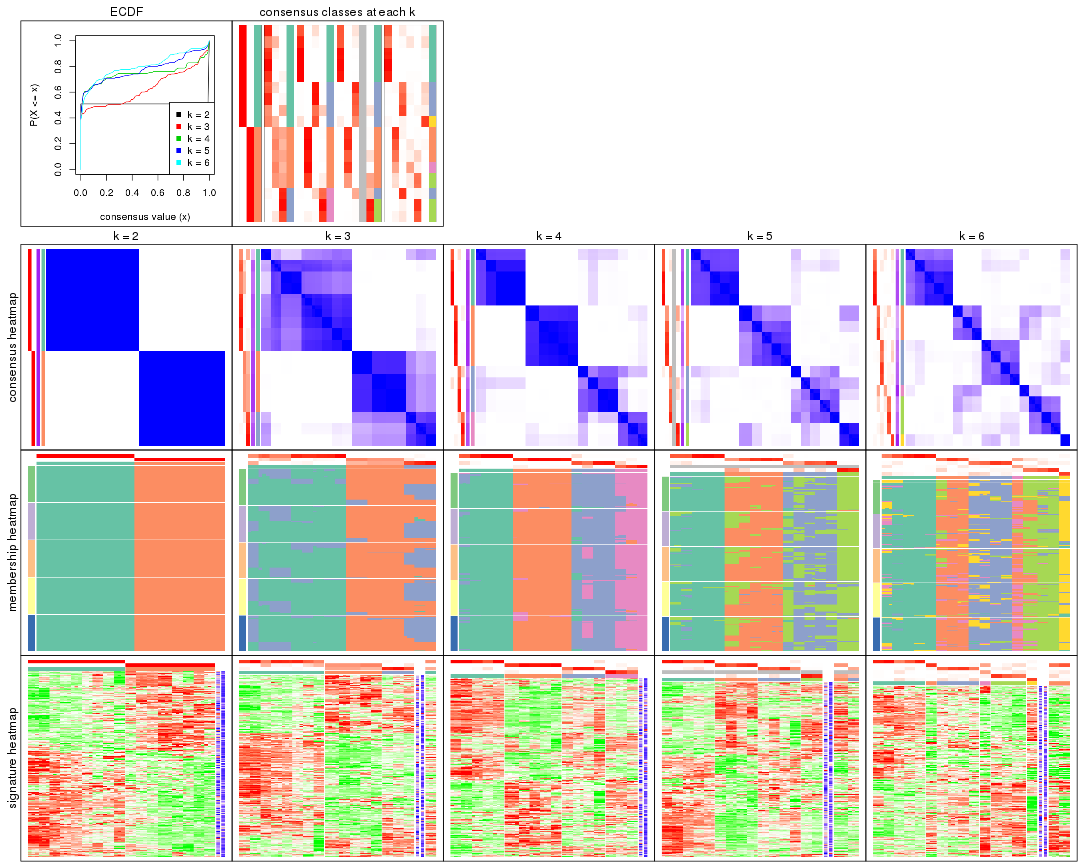 ECDF
consensus classes at each k
P(X <= x)
0.0
0.2
0.4
0.6
0.8
1.0
k = 2
k = 3
k = 4
k = 5
k = 6
0.0 0.2 0.4 0.6 0.8 1.0
consensus value (x)
k = 2
k = 3
k = 4
k = 5
k = 6
consensus heatmap
membership heatmap
signature heatmap